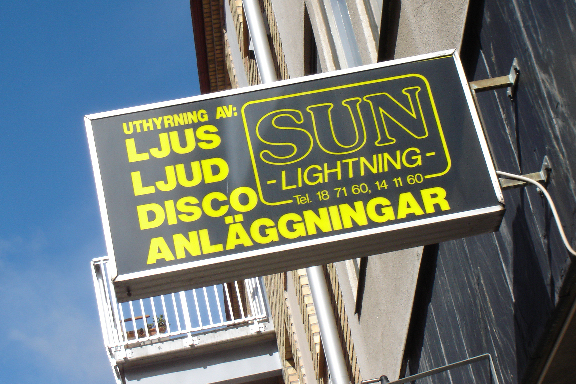 UTHYRNING AV:
LJUS
LJUD
DISCO
ANLÄGGNINGAR
SUN
-LIGHTNING-
Tel. 18 71 60, 14 11 60